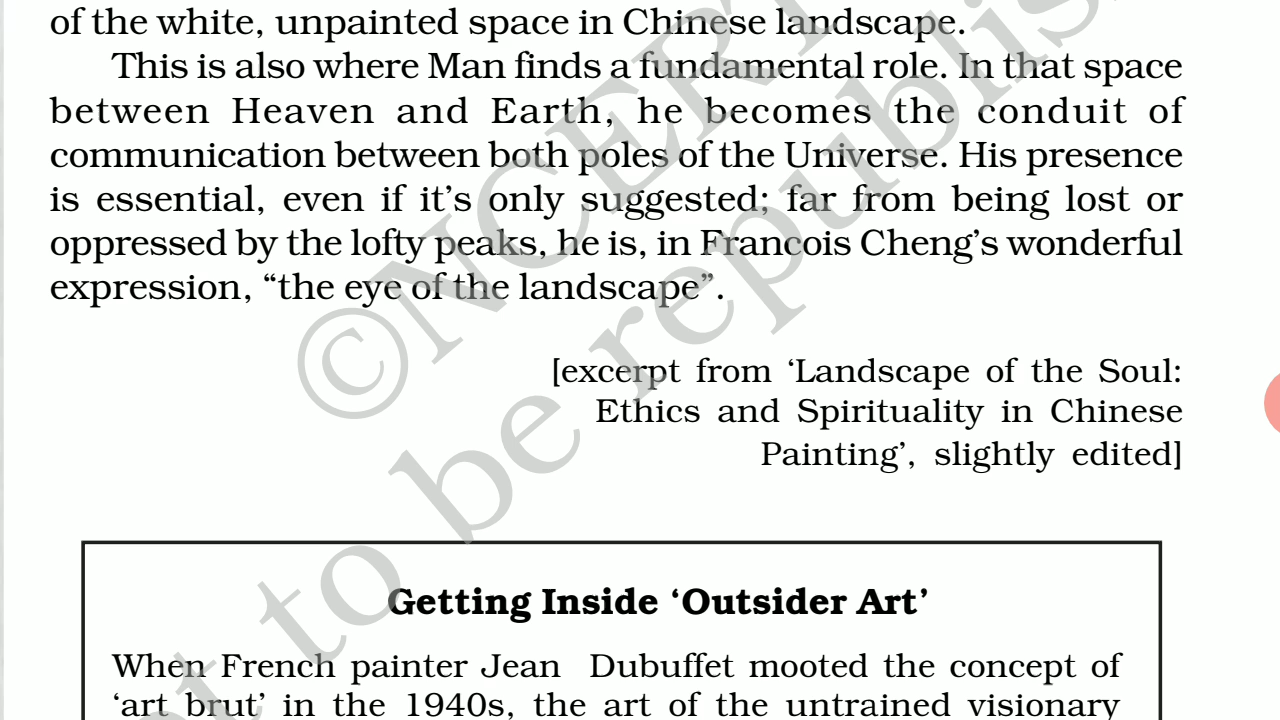 of the white, unpainted space in Chinese landscape.
This is also where Man finds a fundamental role. In that space
between Heaven and Earth, he becomes the conduit of
communication between both poles of the Universe. His presence
is essential, even if it’s only suggested; far from being lost or
oppressed by the lofty peaks, he is, in Francois Cheng’s wonderful
expression, “the eye of the landscape”.
[excerpt from ‘Landscape of the Soul:
Ethics and Spirituality in Chinese
Painting’, slightly edited]
Getting Inside ‘Outsider Art’
When French painter Jean Dubuffet mooted the concept of
‘art brut’ in the 1940s, the art of the untrained visionary
©NCERT
to be republis